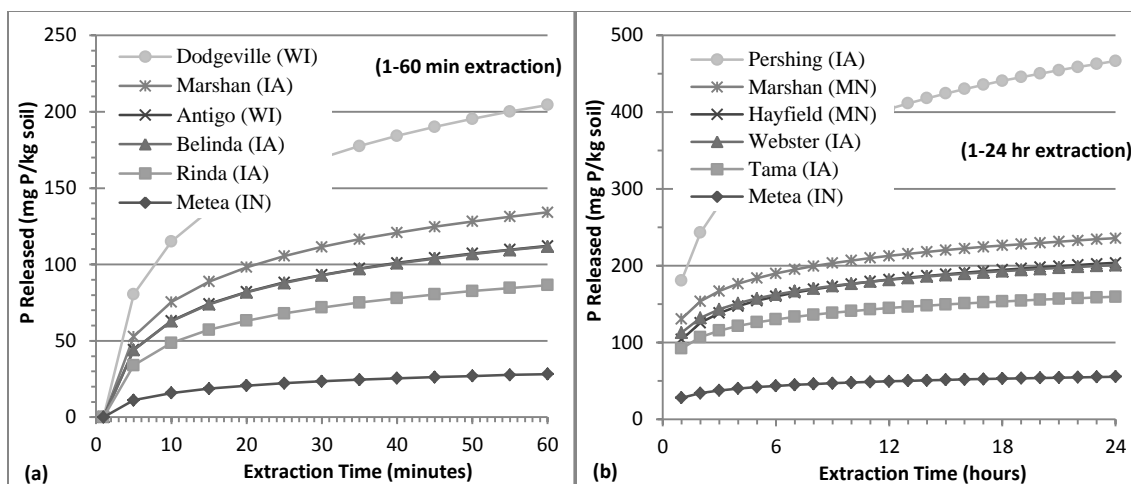 P Released (mg P/kg soil)
250
200
150
100
50
0
Dodgeville (WI)
Marshan (IA)
Antigo (WI)
Belinda (IA)
Rinda (IA)
Metea (IN)
(1-60 min extraction)
0 10 20 30 40 50 60
(a)
Extraction Time (minutes)
P Released (mg P/kg soil)
500
400
300
200
100
0
Pershing (IA)
Marshan (MN)
Hayfield (MN)
Webster (IA)
Tama (IA)
Metea (IN)
(1-24 hr extraction)
0 6 12 18 24
(b)
Extraction Time (hours)